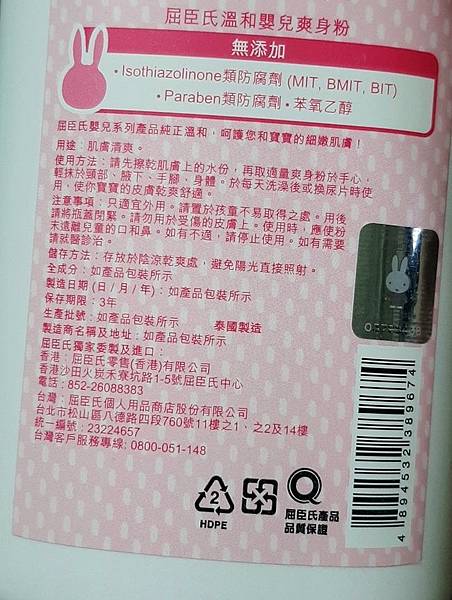 屈臣氏溫和嬰兒爽身粉
無添加
• Isothiazolinone類防腐劑 (MIT, BMIT, BIT)
• Paraben類防腐劑 • 苯氧乙醇
屈臣氏嬰兒系列產品純正溫和，呵護您和寶寶的細嫩肌膚！
用途：肌膚清爽。
使用方法：請先擦乾肌膚上的水份，再取適量爽身粉於手心，
輕抹於頸部、腋下、手腳、身體。於每天洗澡後或換尿片時使
用，使你寶寶的皮膚乾爽舒適。
注意事項：只適宜外用。請置於孩童不易取得之處。用後
請將瓶蓋閉緊。請勿用於受傷的皮膚上。使用時，應使粉
末遠離兒童的口和鼻。如有不適，請停止使用。如有需要
請就醫診治。
儲存方法：存放於陰涼乾爽處，避免陽光直接照射。
全成分：如產品包裝所示
製造日期 (日 / 月 / 年)：如產品包裝所示
保存期限：3年
生產批號：如產品包裝所示 泰國製造
製造商名稱及地址：如產品包裝所示
屈臣氏獨家委製及進口：
香港：屈臣氏零售(香港)有限公司
香港沙田火炭禾寮坑路1-5號屈臣氏中心
電話：852-26088383
台灣：屈臣氏個人用品商店股份有限公司
台北市松山區八德路四段760號11樓之1、之2及14樓
統一編號：23224657
台灣客戶服務專線: 0800-051-148
2
HDPE
Q
屈臣氏產品
品質保證
4 894532 389674